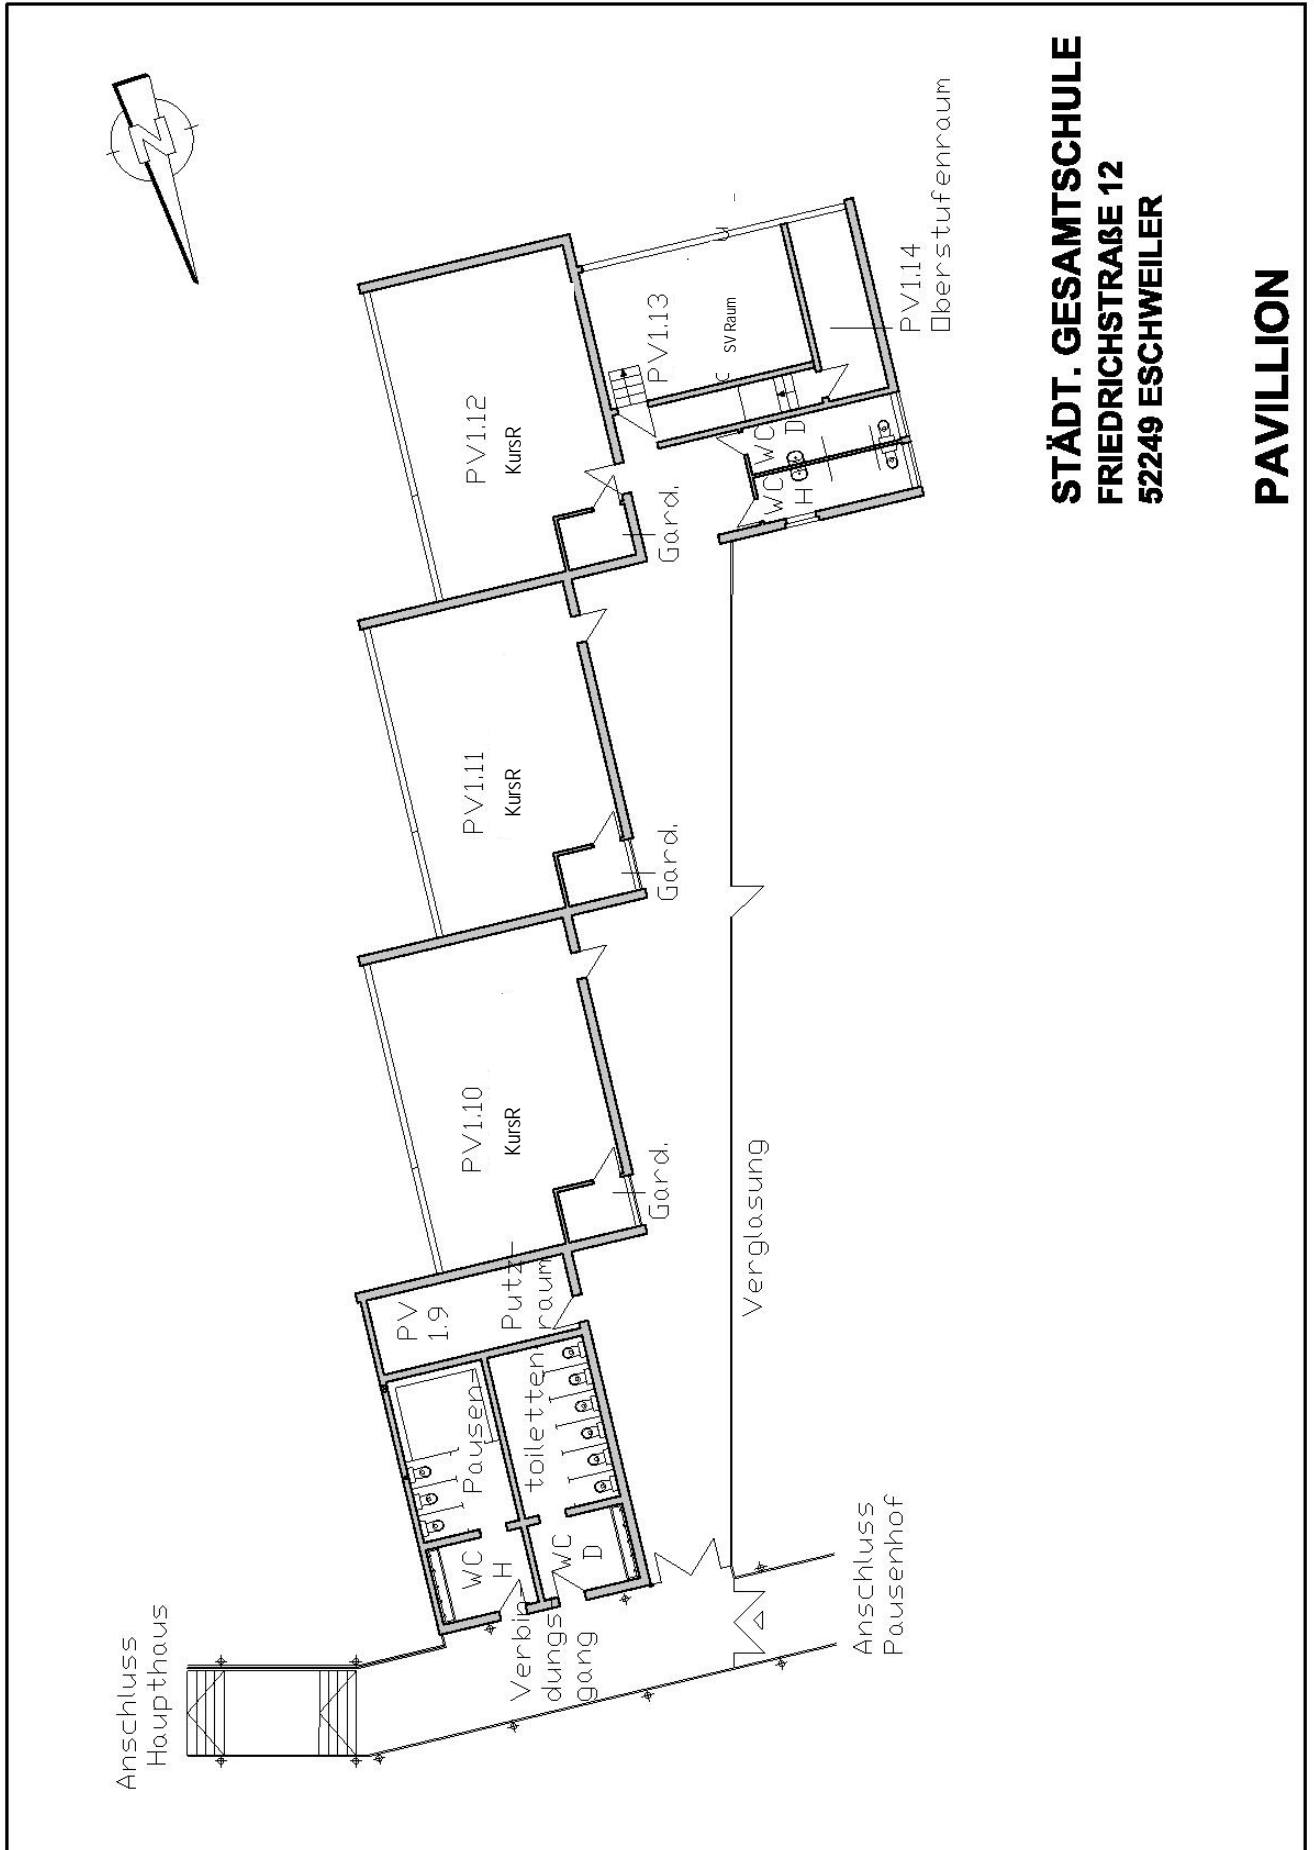 STÄDT. GESAMTSCHULE
FRIEDRICHSTRAßE 12
52249 ESCHWEILER
PAVILLION
N
Anschluss
Haupthaus
Verbin
dungs
gang
WC
H
WC
D
Pausen-
toiletten
PV
1.9
Putz-
raum
PV1.10
KursR
Gard.
PV1.11
KursR
Gard.
PV1.12
KursR
Gard.
PV1.13
SV Raum
WC
H
WC
D
PV1.14
Oberstufenraum
Verglasung
Anschluss
Pausenhof